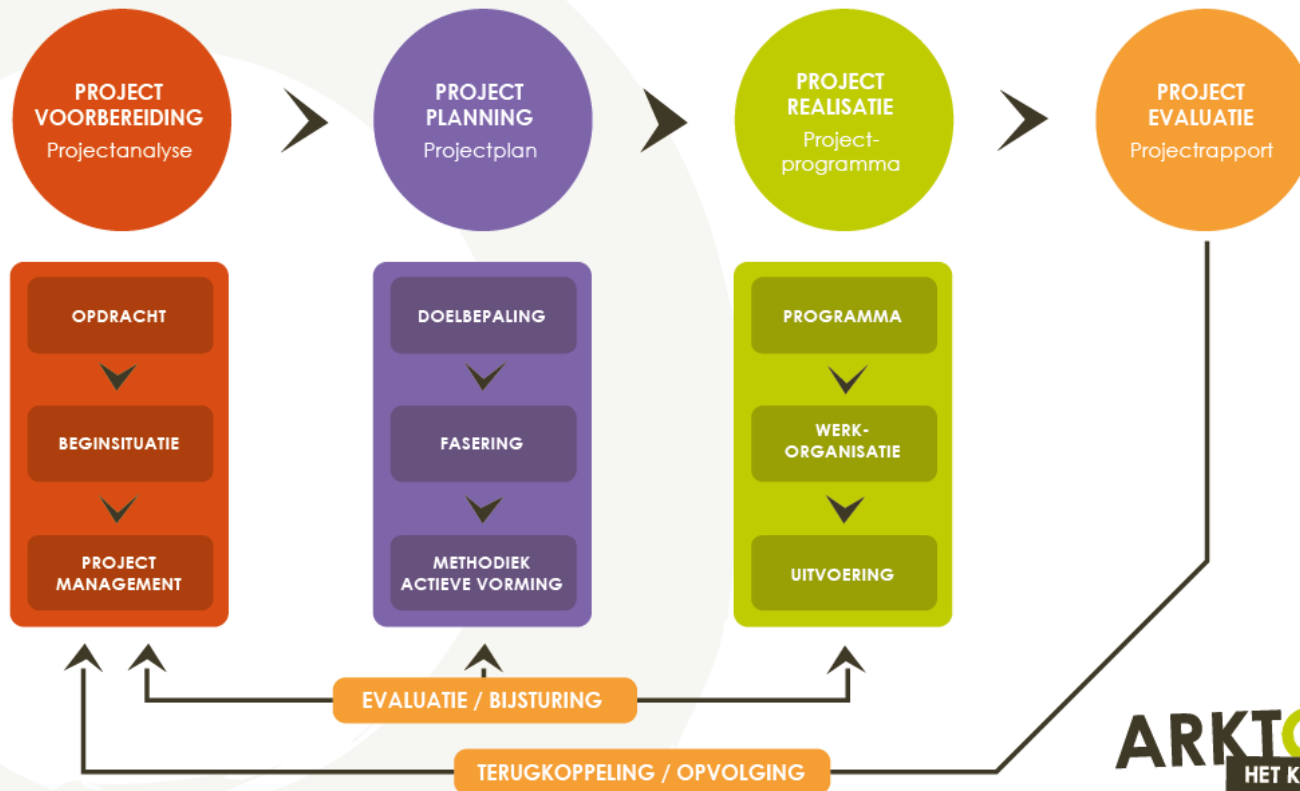 PROJECT
VOORBEREIDING
Projectanalyse
PROJECT
PLANNING
Projectplan
PROJECT
REALISATIE
Project-
programma
PROJECT
EVALUATIE
Projectrapport
OPDRACHT
BEGINSITUATIE
PROJECT
MANAGEMENT
DOELBEPALING
FASERING
METHODIEK
ACTIEVE VORMING
PROGRAMMA
WERK-
ORGANISATIE
UITVOERING
EVALUATIE / BIJSTURING
TERUGKOPPELING / OPVOLGING
ARKT
HET